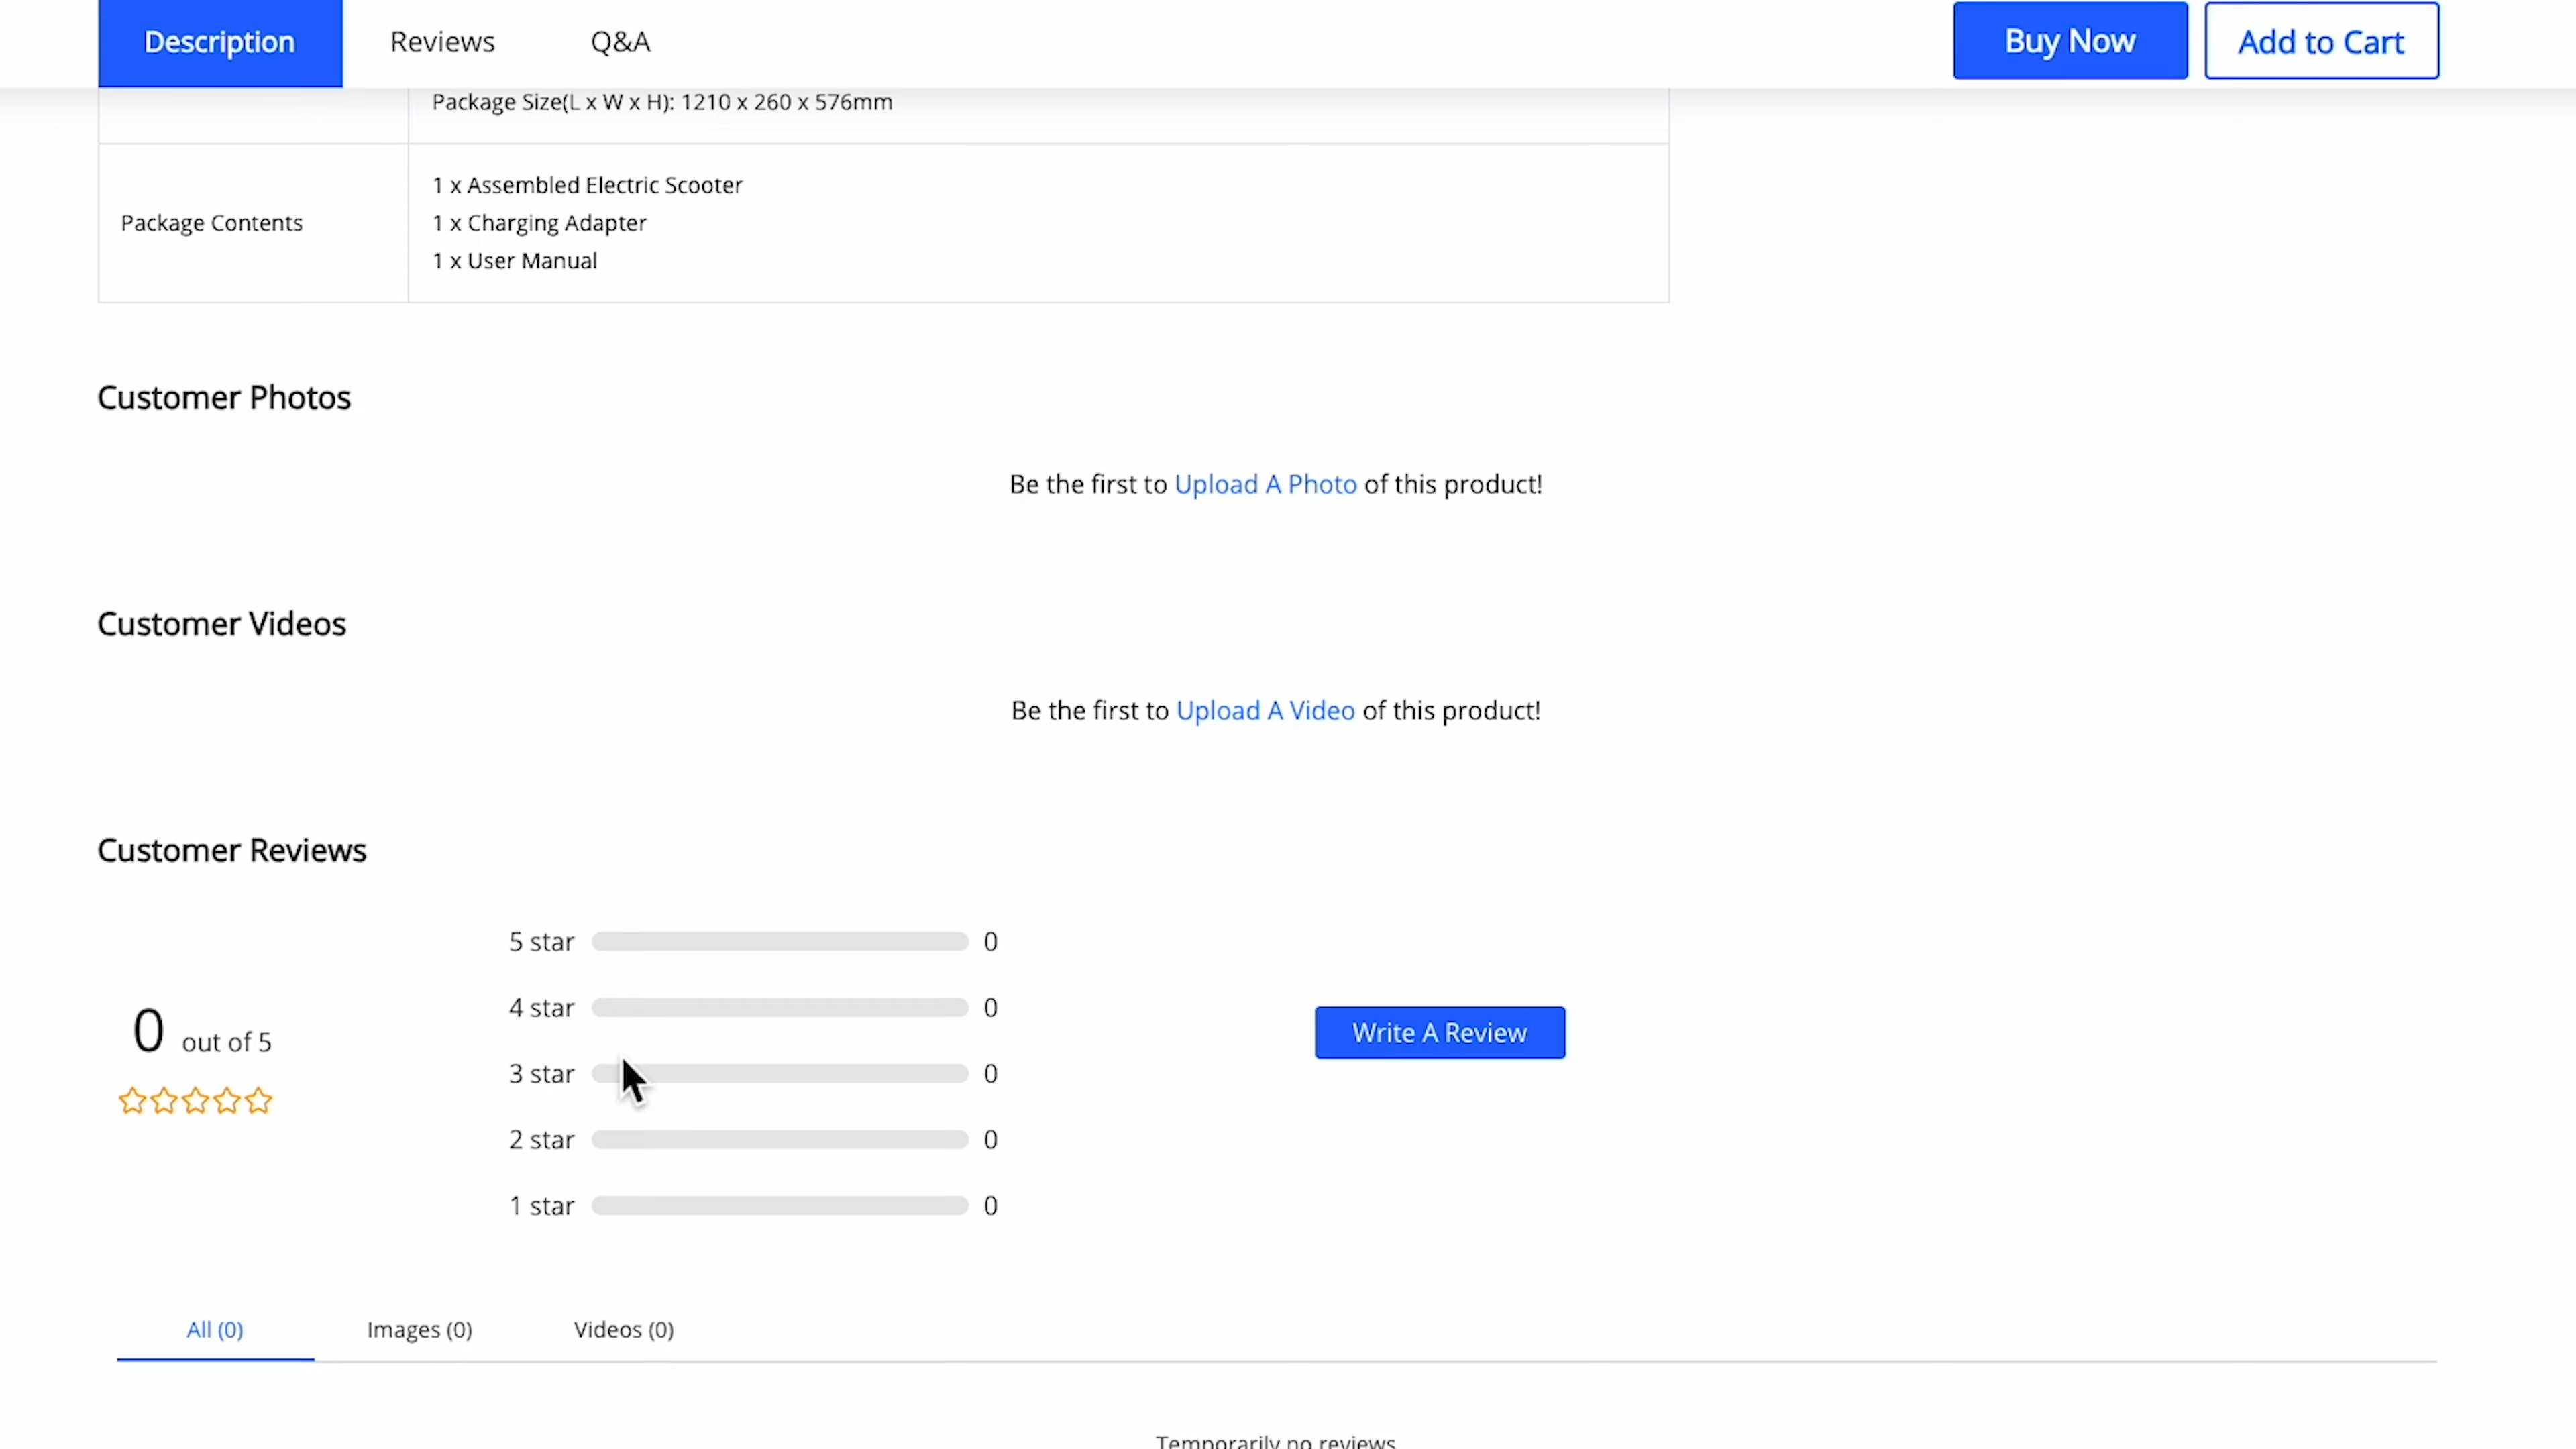 Description Reviews Q&A Buy Now Add to Cart
Package Size(L x W x H): 1210 x 260 x 576mm
Package Contents
1 x Assembled Electric Scooter
1 x Charging Adapter
1 x User Manual
Customer Photos
Be the first to Upload A Photo of this product!
Customer Videos
Be the first to Upload A Video of this product!
Customer Reviews
0 out of 5
5 star 0
4 star 0
3 star 0
2 star 0
1 star 0
Write A Review
All (0) Images (0) Videos (0)
Temporarily no reviews